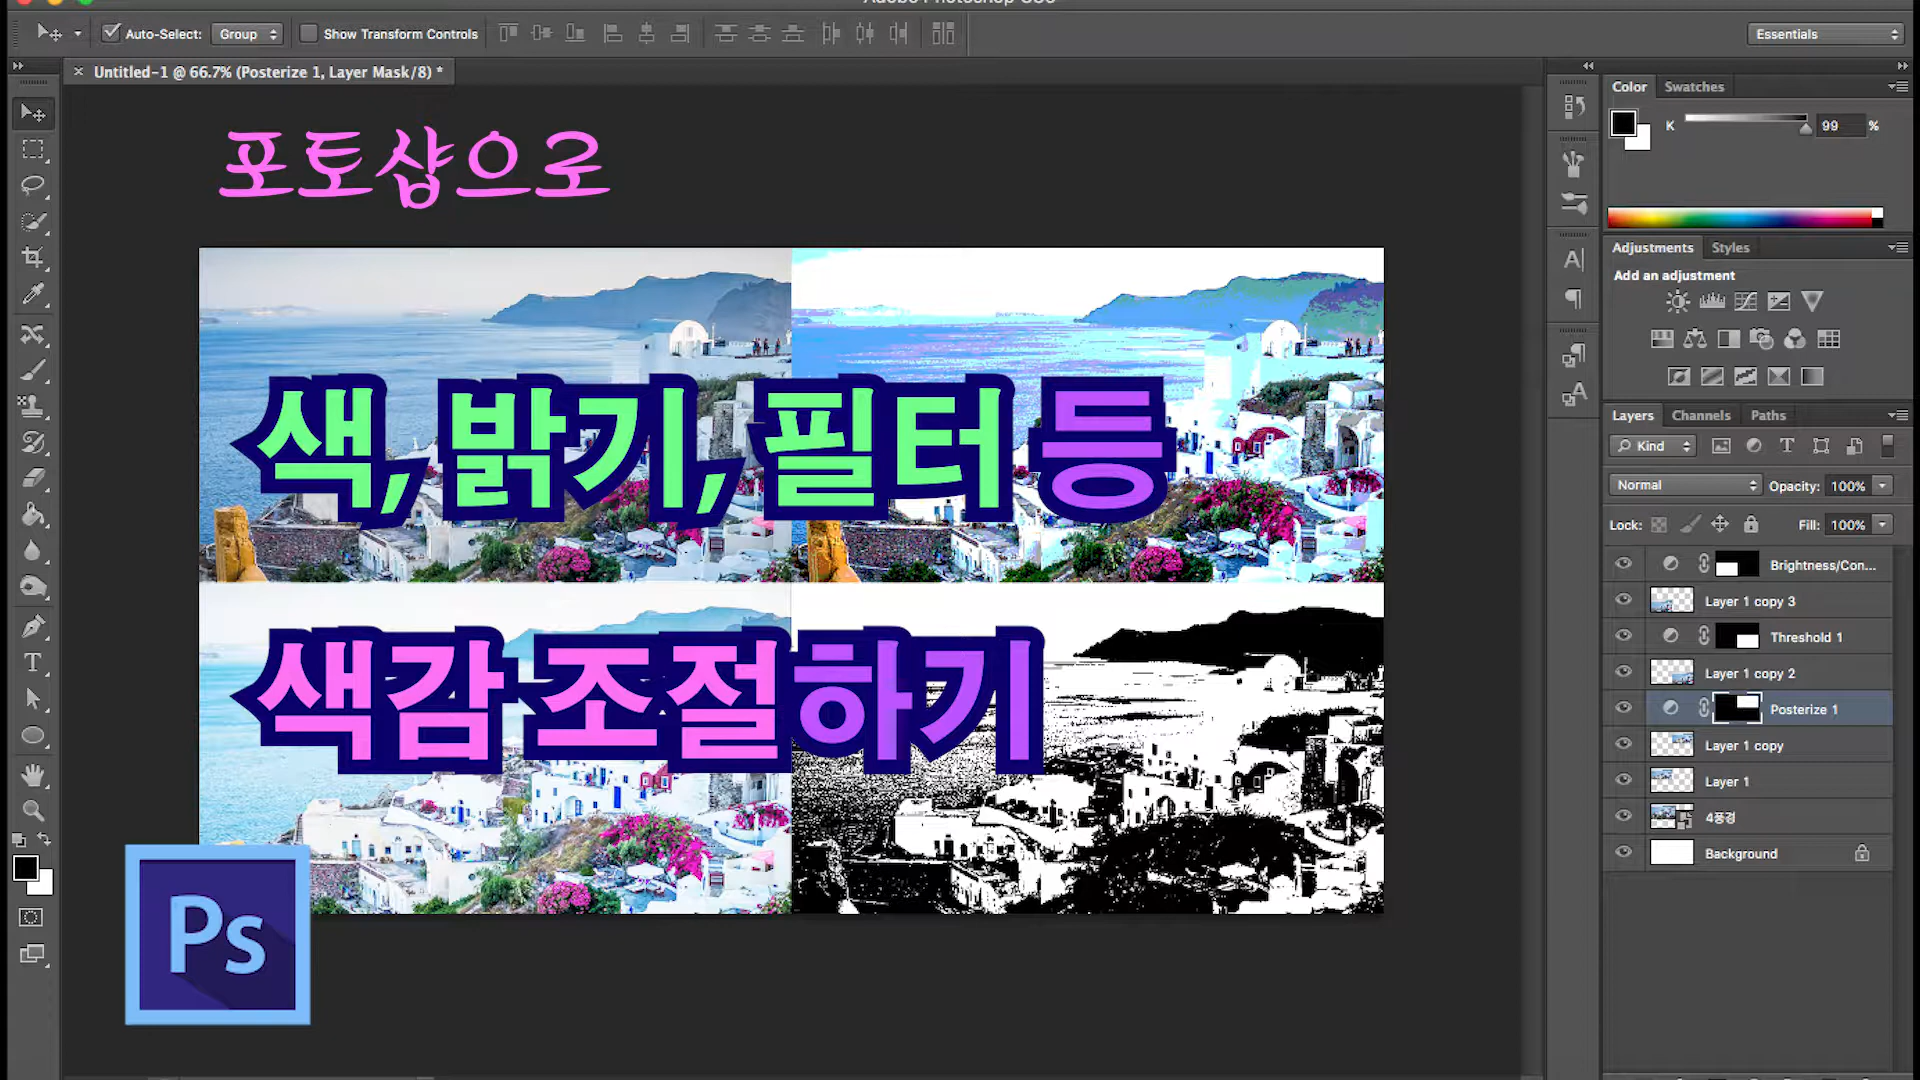 Auto-Select: Group Show Transform Controls Essentials
Untitled-1 @ 66.7% (Posterize 1, Layer Mask/8) *
포토샵으로
색, 밝기, 필터 등
색감 조절하기
Ps
Color Swatches
K 99 %
Adjustments Styles
Add an adjustment
Layers Channels Paths
Kind
Normal Opacity: 100%
Lock: Fill: 100%
Brightness/Con...
Layer 1 copy 3
Threshold 1
Layer 1 copy 2
Posterize 1
Layer 1 copy
Layer 1
4풍경
Background